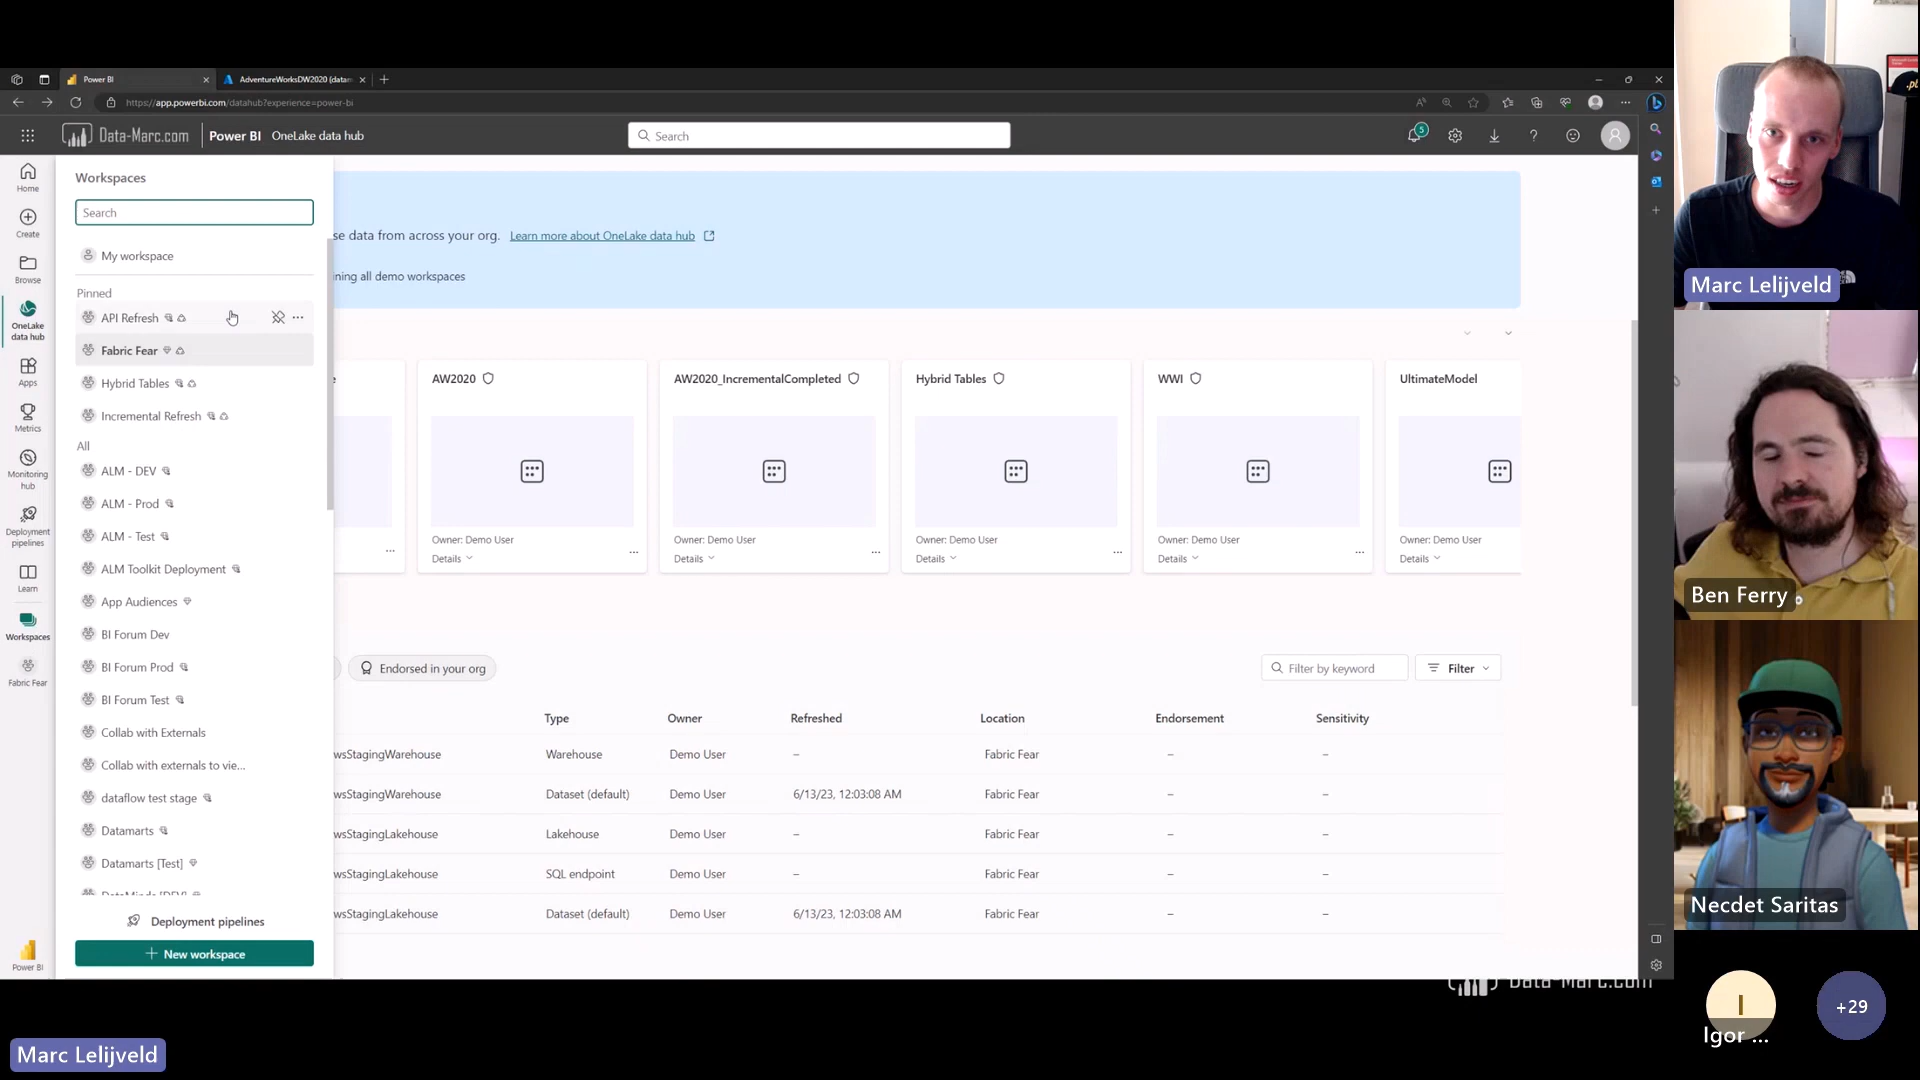 Power BI
AdventureWorksDW2020 (datam
https://app.powerbi.com/datahub?experience=power-bi
Data-Marc.com
Power BI
OneLake data hub
Search
5
Home
Create
Browse
OneLake
data hub
Apps
Metrics
Monitoring
hub
Deployment
pipelines
Learn
Workspaces
Fabric Fear
Power BI
Workspaces
Search
My workspace
Pinned
API Refresh
Fabric Fear
Hybrid Tables
Incremental Refresh
All
ALM - DEV
ALM - Prod
ALM - Test
ALM Toolkit Deployment
App Audiences
BI Forum Dev
BI Forum Prod
BI Forum Test
Collab with Externals
Collab with externals to vie...
dataflow test stage
Datamarts
Datamarts [Test]
Deployment pipelines
New workspace
se data from across your org. Learn more about OneLake data hub
ning all demo workspaces
e
AW2020
AW2020_IncrementalCompleted
Hybrid Tables
WWI
UltimateModel
Owner: Demo User
Owner: Demo User
Owner: Demo User
Owner: Demo User
Owner: Demo User
Details
Details
Details
Details
Details
Endorsed in your org
Filter by keyword
Filter
Type Owner Refreshed Location Endorsement Sensitivity
wsStagingWarehouse Warehouse Demo User – Fabric Fear – –
wsStagingWarehouse Dataset (default) Demo User 6/13/23, 12:03:08 AM Fabric Fear – –
wsStagingLakehouse Lakehouse Demo User – Fabric Fear – –
wsStagingLakehouse SQL endpoint Demo User – Fabric Fear – –
wsStagingLakehouse Dataset (default) Demo User 6/13/23, 12:03:08 AM Fabric Fear – –
Data-Marc.com
Marc Lelijveld
Marc Lelijveld
Ben Ferry
Necdet Saritas
I
Igor ...
+29